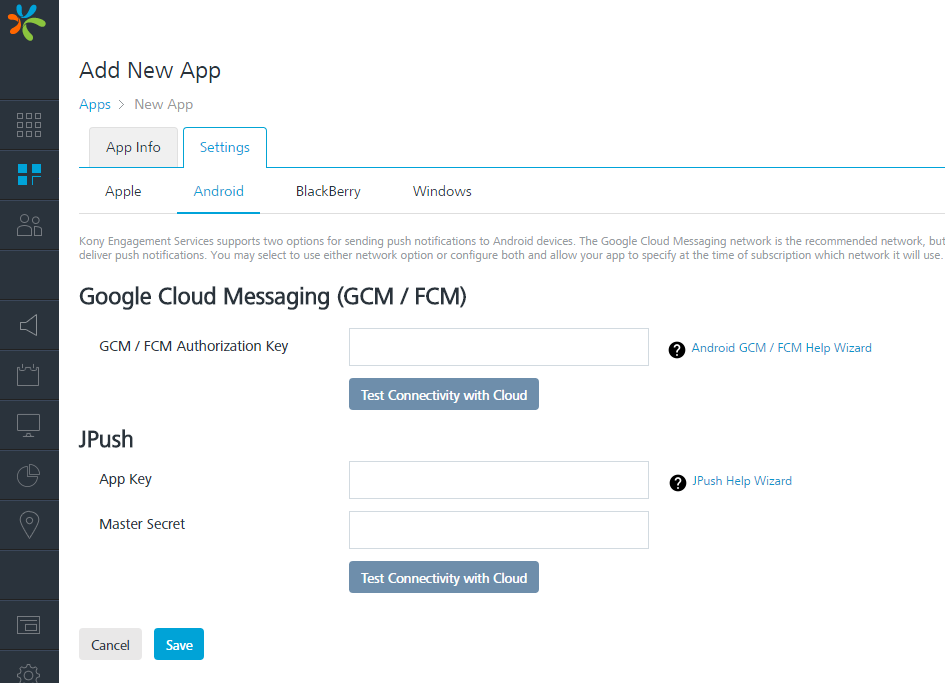 Add New App
Apps > New App
App Info Settings
Apple Android BlackBerry Windows
Kony Engagement Services supports two options for sending push notifications to Android devices. The Google Cloud Messaging network is the recommended network, but
deliver push notifications. You may select to use either network option or configure both and allow your app to specify at the time of subscription which network it will use.
Google Cloud Messaging (GCM / FCM)
GCM / FCM Authorization Key ? Android GCM / FCM Help Wizard
Test Connectivity with Cloud
JPush
App Key ? JPush Help Wizard
Master Secret
Test Connectivity with Cloud
Cancel Save